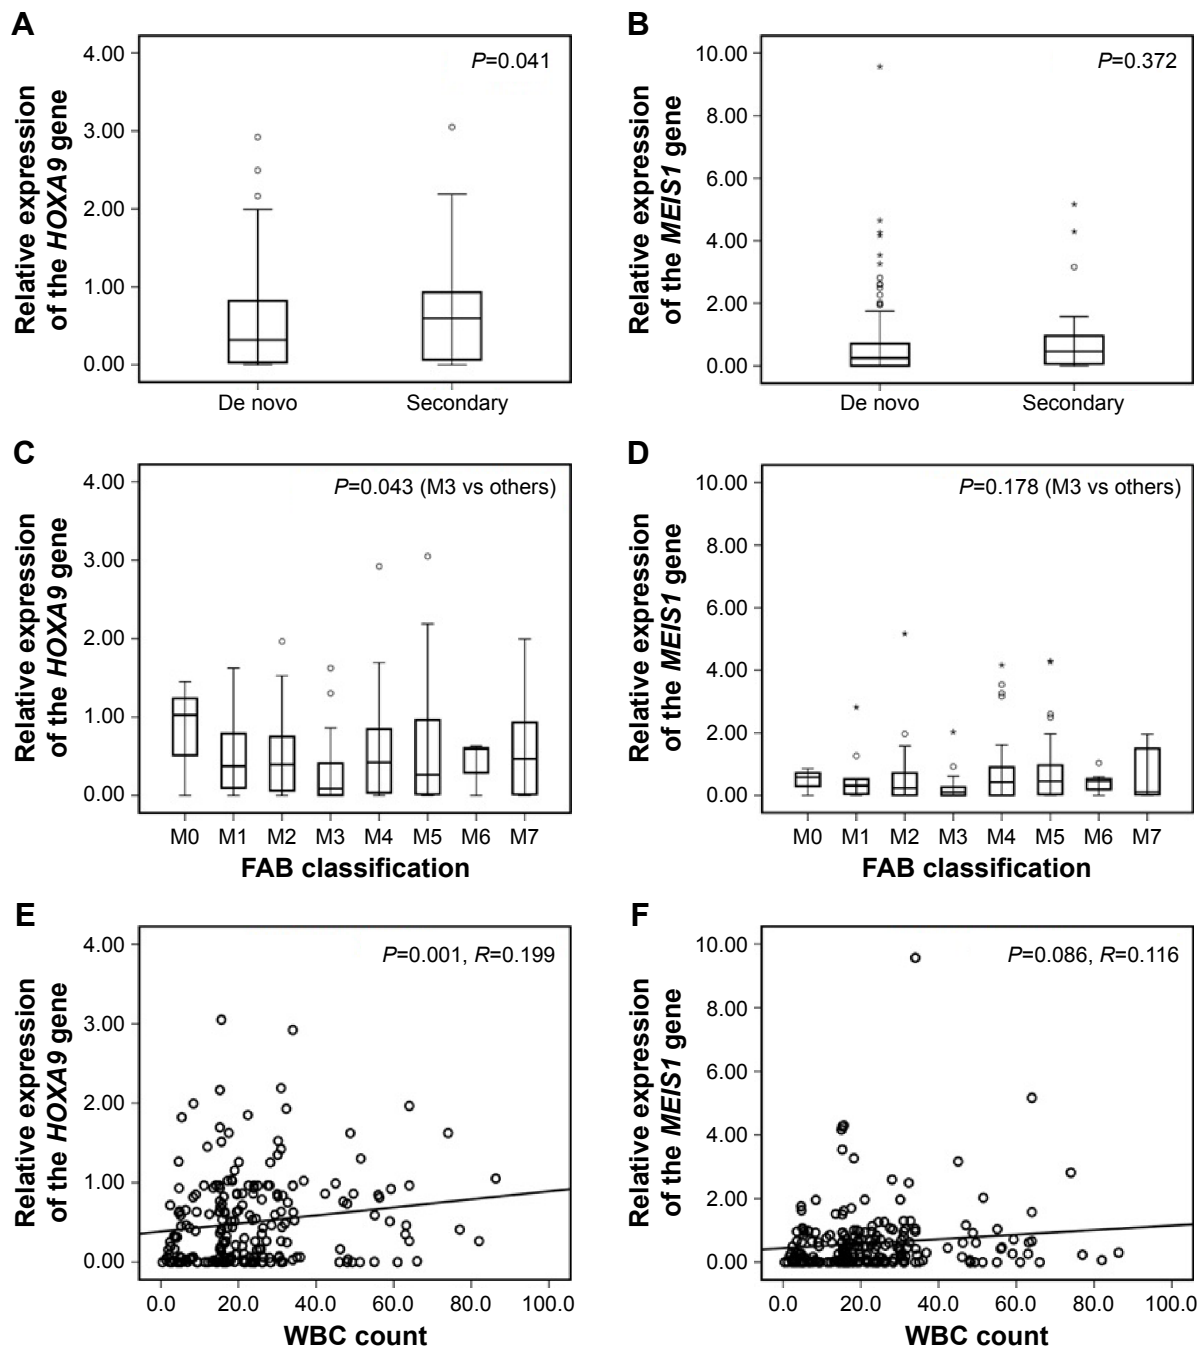 A
Relative expression
of the HOXA9 gene
4.00
3.00
2.00
1.00
0.00
P=0.041
De novo
Secondary
B
Relative expression
of the MEIS1 gene
10.00
8.00
6.00
4.00
2.00
0.00
P=0.372
De novo
Secondary
C
Relative expression
of the HOXA9 gene
4.00
3.00
2.00
1.00
0.00
P=0.043 (M3 vs others)
M0 M1 M2 M3 M4 M5 M6 M7
FAB classification
D
Relative expression
of the MEIS1 gene
10.00
8.00
6.00
4.00
2.00
0.00
P=0.178 (M3 vs others)
M0 M1 M2 M3 M4 M5 M6 M7
FAB classification
E
Relative expression
of the HOXA9 gene
4.00
3.00
2.00
1.00
0.00
P=0.001, R=0.199
0.0 20.0 40.0 60.0 80.0 100.0
WBC count
F
Relative expression
of the MEIS1 gene
10.00
8.00
6.00
4.00
2.00
0.00
P=0.086, R=0.116
0.0 20.0 40.0 60.0 80.0 100.0
WBC count